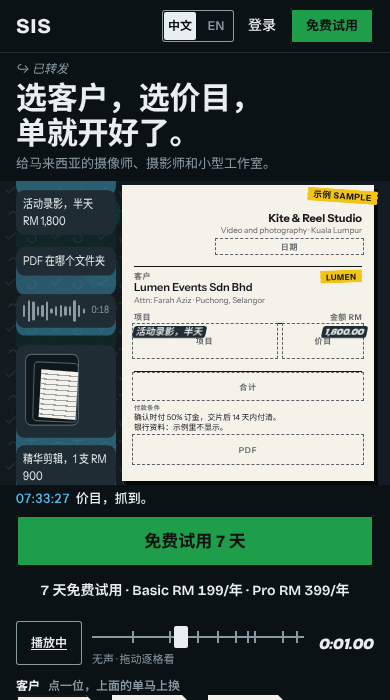 SIS
中文
EN
登录
免费试用
↪ 已转发
选客户，选价目，
单就开好了。
给马来西亚的摄像师、摄影师和小型工作室。
活动录影，半天
RM 1,800
PDF 在哪个文件夹
0:18
精华剪辑，1 支 RM
900
示例 SAMPLE
Kite & Reel Studio
Video and photography · Kuala Lumpur
日期
客户
LUMEN
Lumen Events Sdn Bhd
Attn: Farah Aziz · Puchong, Selangor
项目
金额 RM
活动录影，半天
1,800.00
项目
价目
合计
付款条件
确认时付 50% 订金，交片后 14 天内付清。
银行资料：示例里不显示。
PDF
07:33:27 价目，抓到。
免费试用 7 天
7 天免费试用 · Basic RM 199/年 · Pro RM 399/年
播放中
0:01.00
无声 · 拖动逐格看
客户 点一位，上面的单马上换